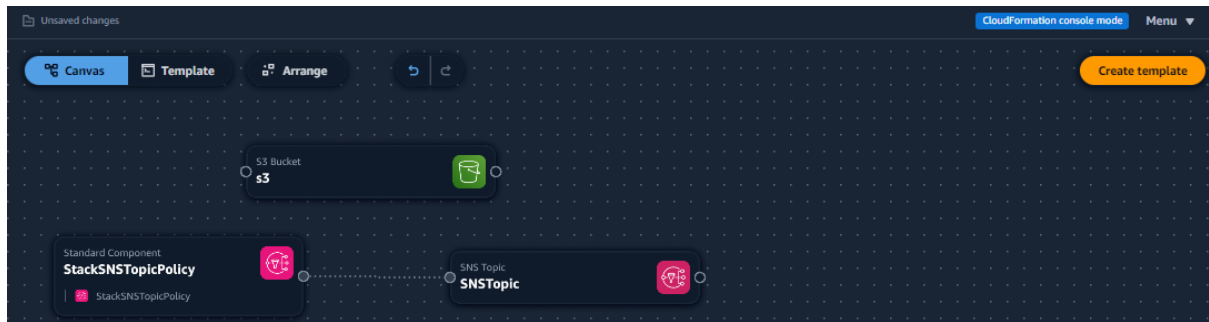 Unsaved changes
CloudFormation console mode
Menu
Canvas
Template
Arrange
Create template
S3 Bucket
s3
Standard Component
StackSNSTopicPolicy
StackSNSTopicPolicy
SNS Topic
SNSTopic